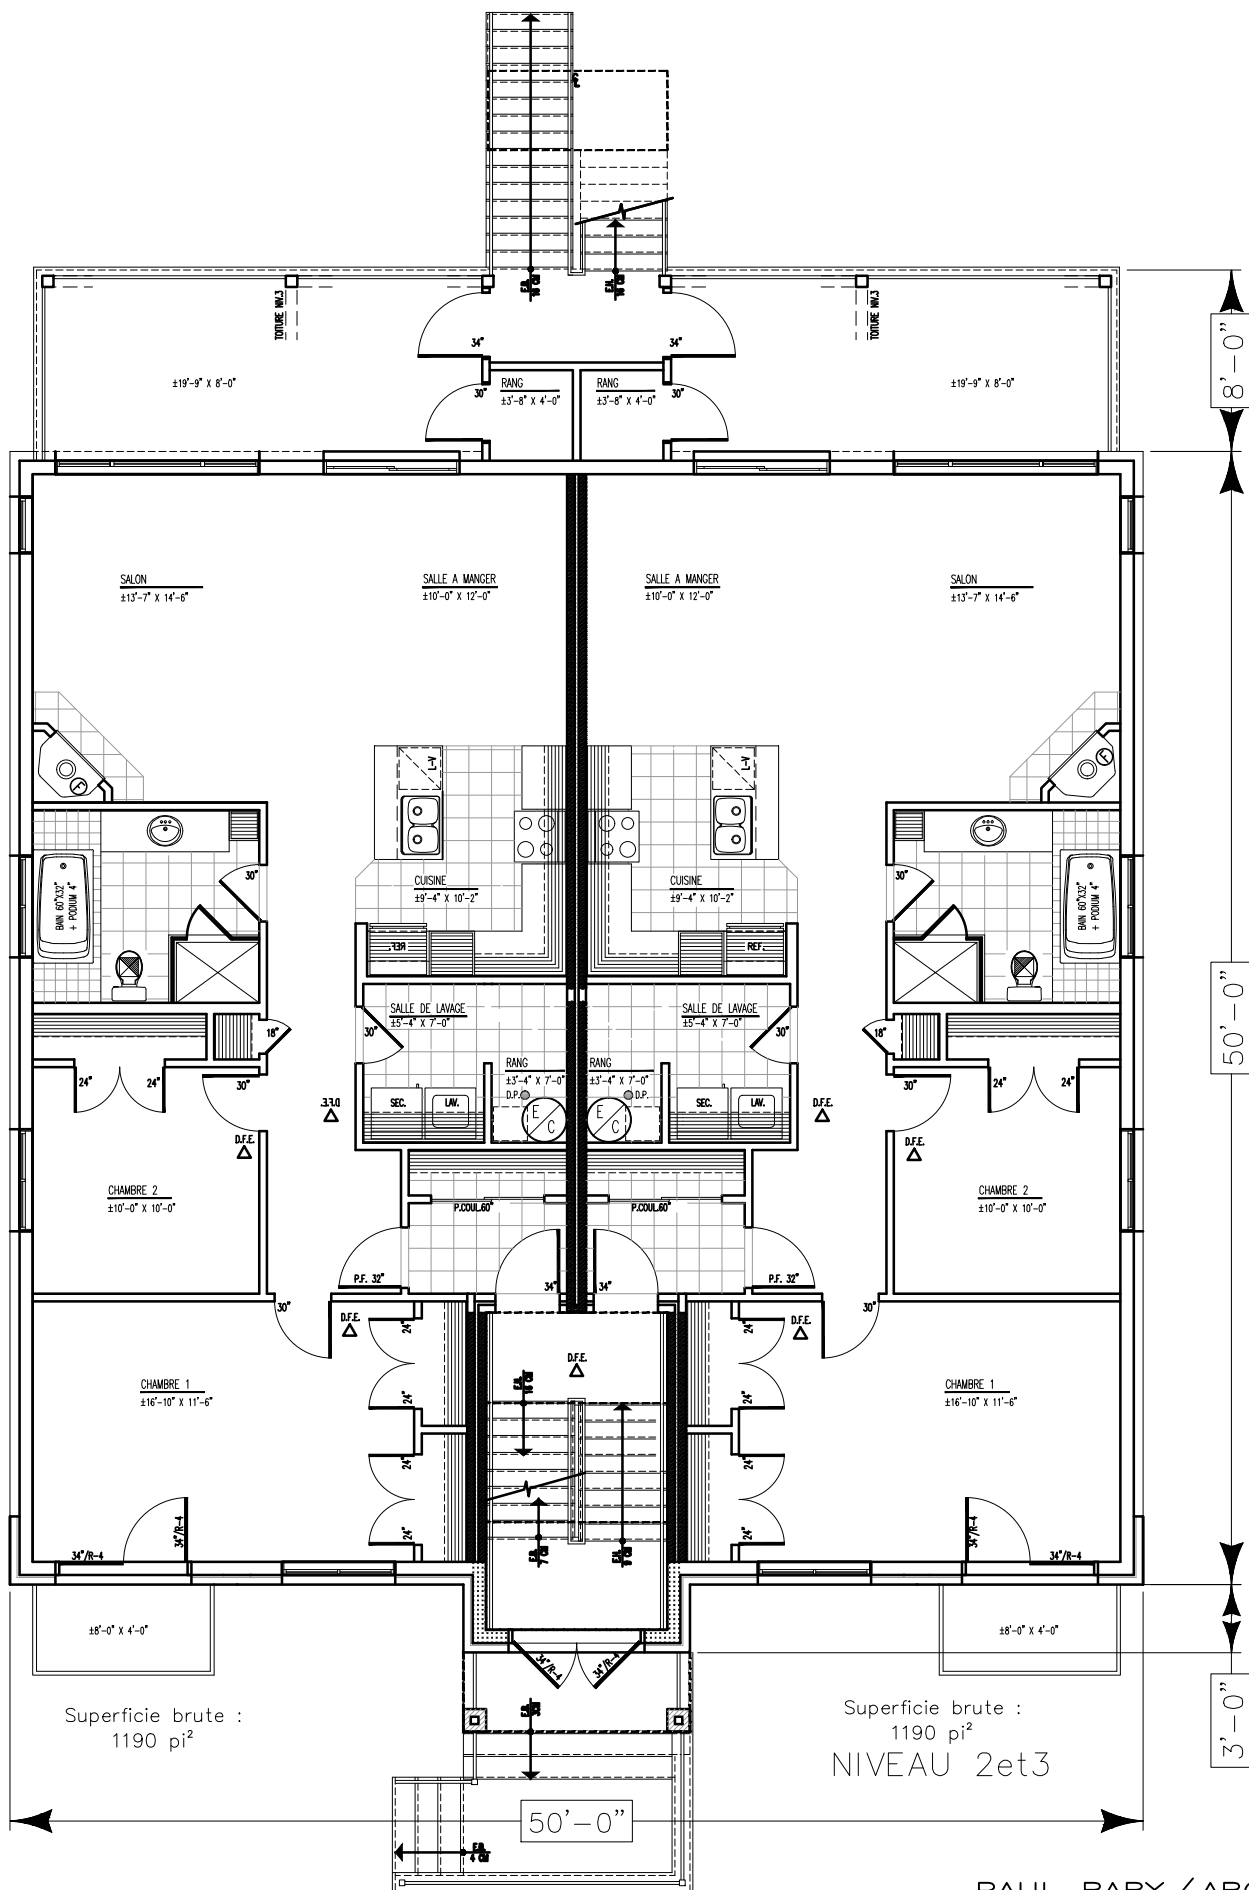 TOITURE NIV.3
TOITURE NIV.3
34"
34"
8'-0"
±19'-9" X 8'-0"
30"
RANG
±3'-8" X 4'-0"
RANG
±3'-8" X 4'-0"
30"
±19'-9" X 8'-0"
SALON
±13'-7" X 14'-6"
SALLE A MANGER
±10'-0" X 12'-0"
SALLE A MANGER
±10'-0" X 12'-0"
SALON
±13'-7" X 14'-6"
F
L-V
L-V
F
BAIN 60"X32"
+ PODIUM 4"
30"
CUISINE
±9'-4" X 10'-2"
CUISINE
±9'-4" X 10'-2"
30"
BAIN 60"X32"
+ PODIUM 4"
REF.
REF.
50'-0"
SALLE DE LAVAGE
±5'-4" X 7'-0"
SALLE DE LAVAGE
±5'-4" X 7'-0"
18"
30"
30"
18"
RANG
±3'-4" X 7'-0"
RANG
±3'-4" X 7'-0"
24"
24"
30"
30"
24"
24"
D.P.
D.P.
SEC.
LAV.
E/C
E/C
SEC.
LAV.
D.F.E.
D.F.E.
D.F.E.
D.F.E.
CHAMBRE 2
±10'-0" X 10'-0"
P.COUL.60"
P.COUL.60"
CHAMBRE 2
±10'-0" X 10'-0"
P.F. 32"
34"
34"
P.F. 32"
30"
D.F.E.
24"
24"
D.F.E.
30"
D.F.E.
CHAMBRE 1
±16'-10" X 11'-6"
CHAMBRE 1
±16'-10" X 11'-6"
24"
24"
24"
24"
24"
24"
34"/R-4
34"/R-4
34"/R-4
34"/R-4
±8'-0" X 4'-0"
34"/R-4
34"/R-4
±8'-0" X 4'-0"
3'-0"
Superficie brute :
1190 pi²
Superficie brute :
1190 pi²
NIVEAU 2et3
50'-0"